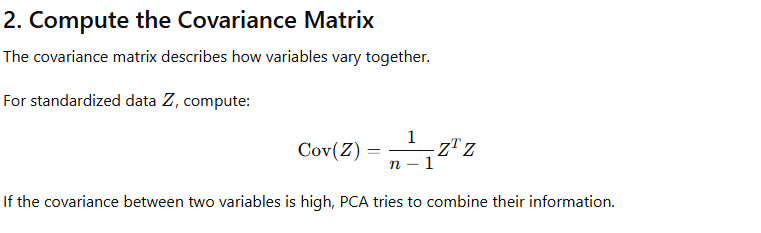 2. Compute the Covariance Matrix
The covariance matrix describes how variables vary together.
For standardized data Z, compute:
Cov(Z) = \frac{1}{n − 1} Z^T Z
If the covariance between two variables is high, PCA tries to combine their information.